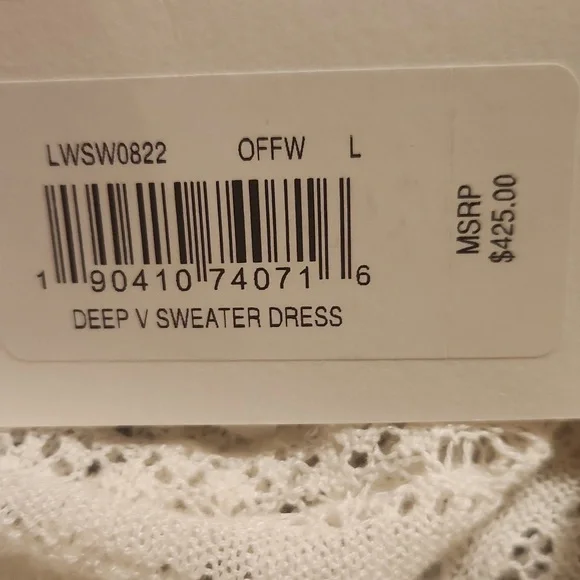 LWSW0822 OFFW L
1 90410 74071 6
DEEP V SWEATER DRESS
MSRP
$425.00